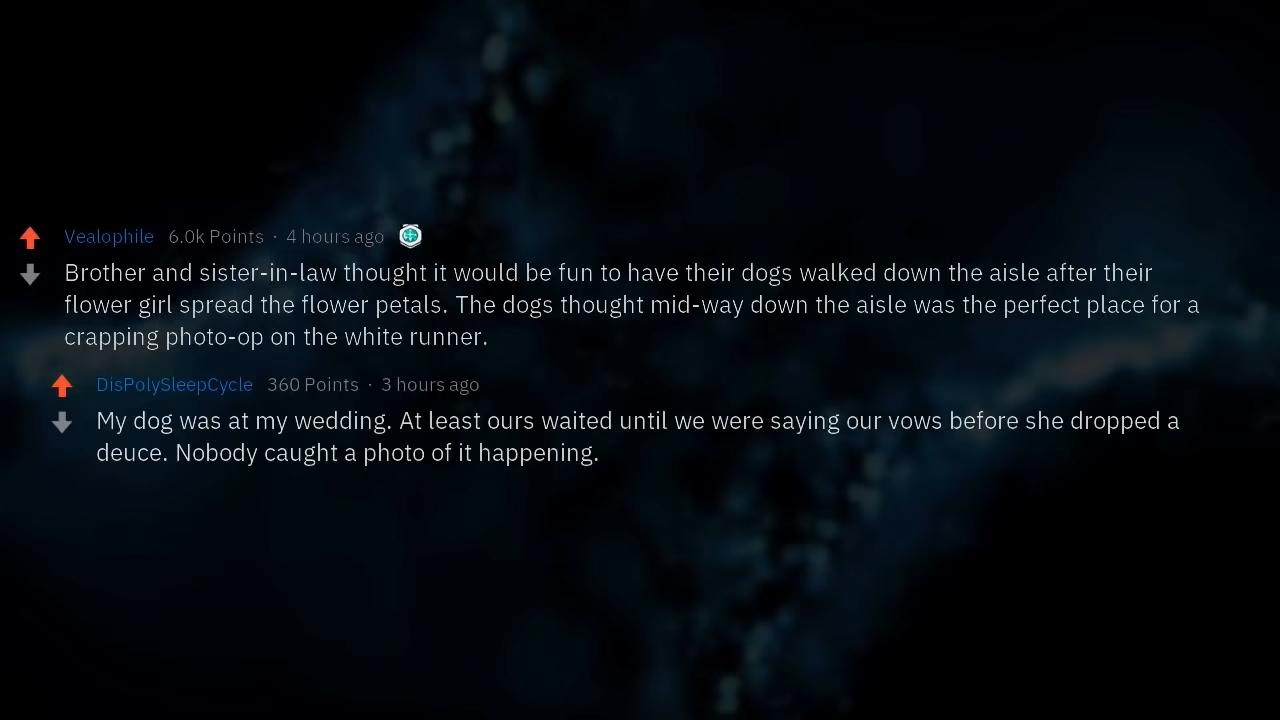 Vealophile 6.0k Points · 4 hours ago
Brother and sister-in-law thought it would be fun to have their dogs walked down the aisle after their
flower girl spread the flower petals. The dogs thought mid-way down the aisle was the perfect place for a
crapping photo-op on the white runner.
DisPolySleepCycle 360 Points · 3 hours ago
My dog was at my wedding. At least ours waited until we were saying our vows before she dropped a
deuce. Nobody caught a photo of it happening.